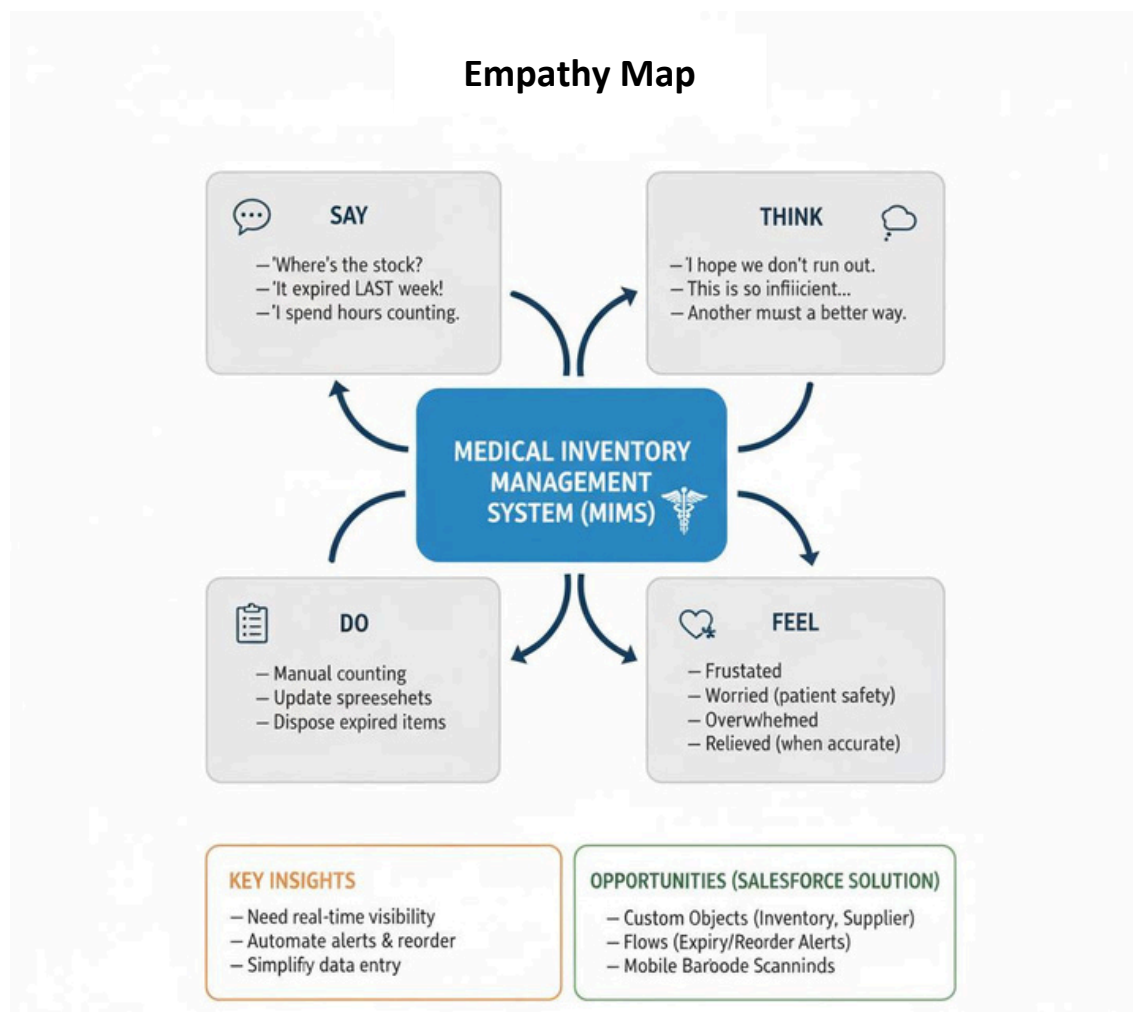 Empathy Map
SAY
– 'Where's the stock?
– 'It expired LAST week!
– 'I spend hours counting.
THINK
– 'I hope we don't run out.
– This is so infiiicient...
– Another muust a better way.
MEDICAL INVENTORY
MANAGEMENT
SYSTEM (MIMS)
DO
– Manual counting
– Update spreesehets
– Dispose expired items
FEEL
– Frustated
– Worried (patient safety)
– Overwhemed
– Relieved (when accurate)
KEY INSIGHTS
– Need real-time visibility
– Automate alerts & reorder
– Simplify data entry
OPPORTUNITIES (SALESFORCE SOLUTION)
– Custom Objects (Inventory, Supplier)
– Flows (Expiry/Reorder Alerts)
– Mobile Baroode Scanninds